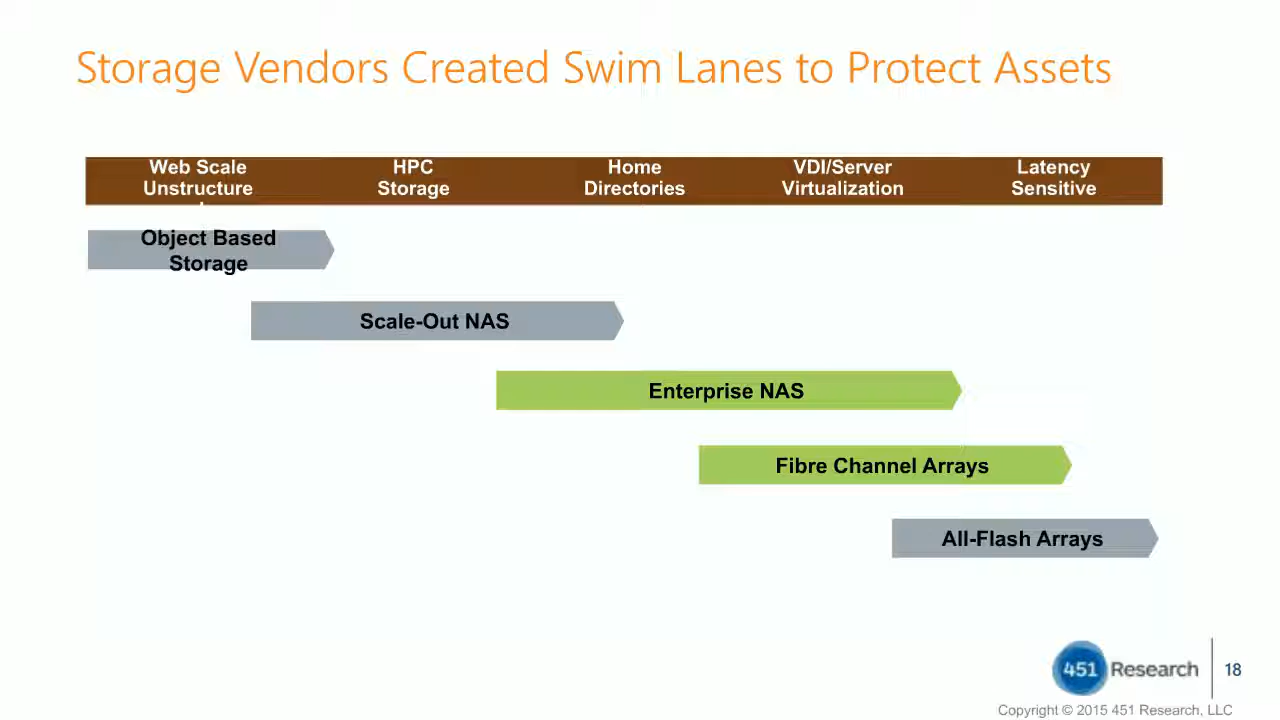 Storage Vendors Created Swim Lanes to Protect Assets
Web Scale
Unstructure
HPC
Storage
Home
Directories
VDI/Server
Virtualization
Latency
Sensitive
Object Based
Storage
Scale-Out NAS
Enterprise NAS
Fibre Channel Arrays
All-Flash Arrays
451 Research
18
Copyright © 2015 451 Research, LLC